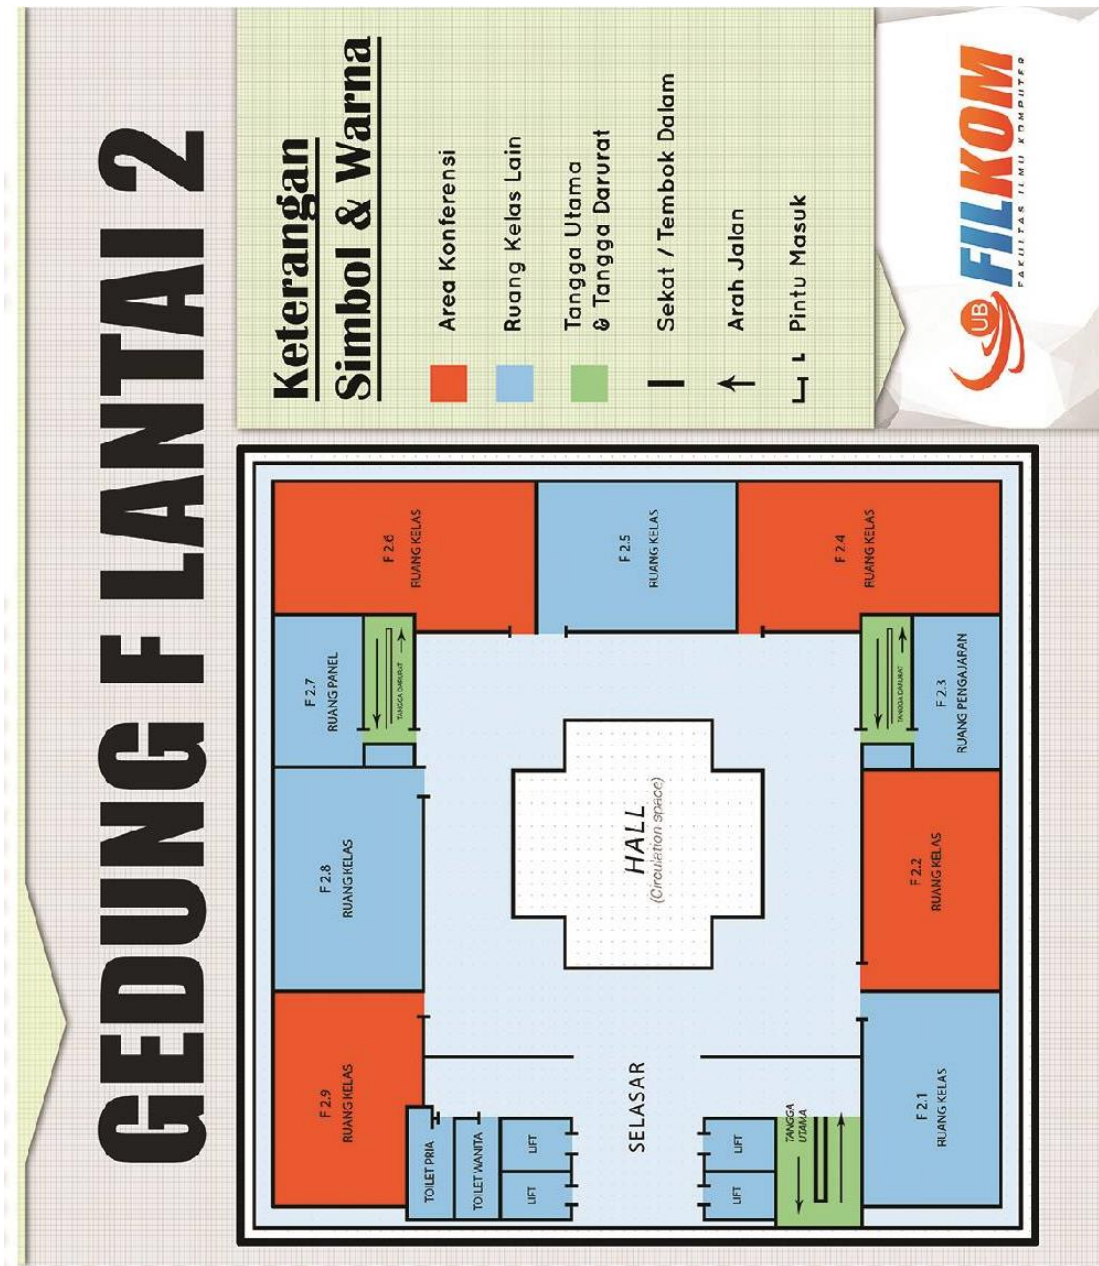 GEDUNG F LANTAI 2
Keterangan
Simbol & Warna
Area Konferensi
Ruang Kelas Lain
Tangga Utama
& Tangga Darurat
Sekat / Tembok Dalam
Arah Jalan
Pintu Masuk
UB
FILKOM
FAKULTAS ILMU KOMPUTER
F 2.9
RUANG KELAS
F 2.8
RUANG KELAS
F 2.7
RUANG PANEL
TANGGA DARURAT
F 2.6
RUANG KELAS
TOILET PRIA
TOILET WANITA
LIFT
LIFT
SELASAR
HALL
(Circulation space)
F 2.5
RUANG KELAS
LIFT
LIFT
TANGGA
UTAMA
F 2.1
RUANG KELAS
F 2.2
RUANG KELAS
TANGGA DARURAT
F 2.3
RUANG PENGAJARAN
F 2.4
RUANG KELAS